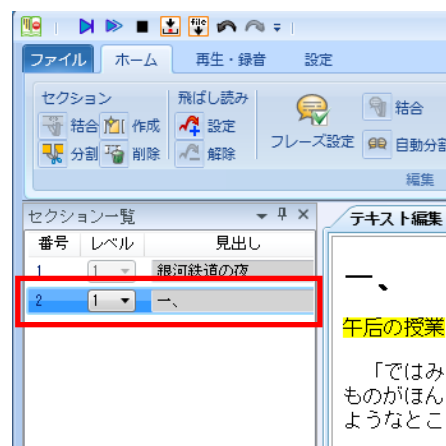 file
ファイル ホーム 再生・録音 設定
セクション 飛ばし読み
結合 作成 設定 フレーズ設定 結合
分割 削除 解除 自動分割
編集
セクション一覧 テキスト編集
番号 レベル 見出し
1 1 銀河鉄道の夜
2 1 一、
一、
午后の授業
「ではみ
ものがほん
ようなとこ